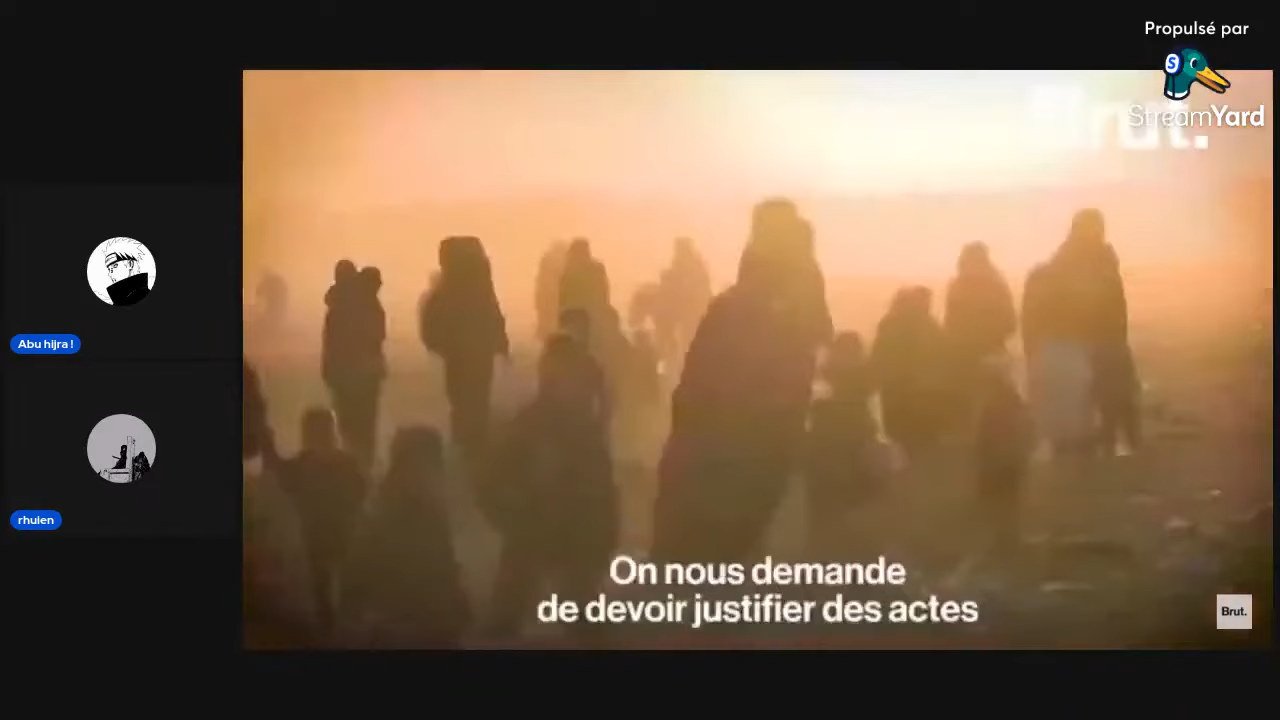 Propulsé par
StreamYard
Abu hijra !
rhuien
On nous demande
de devoir justifier des actes
Brut.